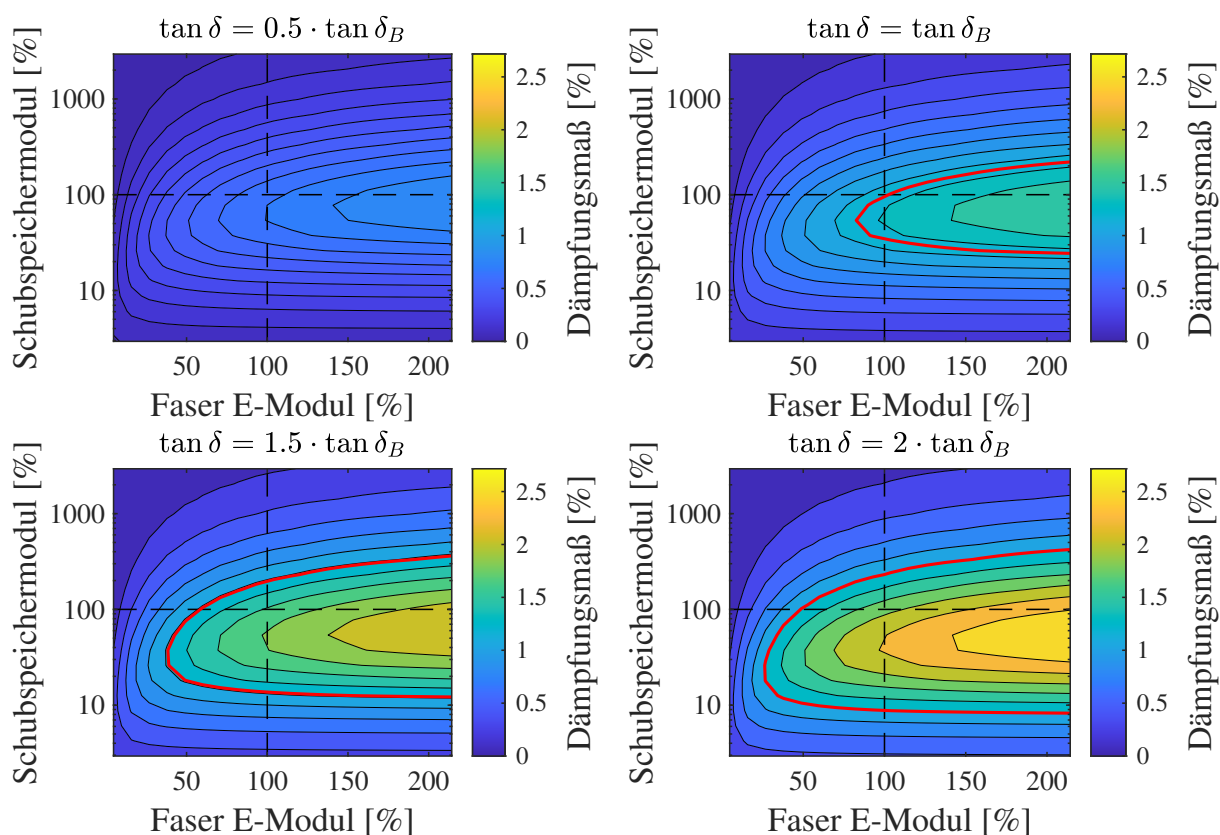 tan δ = 0.5 · tan δ_B
Schubspeichermodul [%]
1000
100
10
50 100 150 200
Faser E-Modul [%]
2.5
2
1.5
1
0.5
0
Dämpfungsmaß [%]
tan δ = tan δ_B
Schubspeichermodul [%]
1000
100
10
50 100 150 200
Faser E-Modul [%]
2.5
2
1.5
1
0.5
0
Dämpfungsmaß [%]
tan δ = 1.5 · tan δ_B
Schubspeichermodul [%]
1000
100
10
50 100 150 200
Faser E-Modul [%]
2.5
2
1.5
1
0.5
0
Dämpfungsmaß [%]
tan δ = 2 · tan δ_B
Schubspeichermodul [%]
1000
100
10
50 100 150 200
Faser E-Modul [%]
2.5
2
1.5
1
0.5
0
Dämpfungsmaß [%]